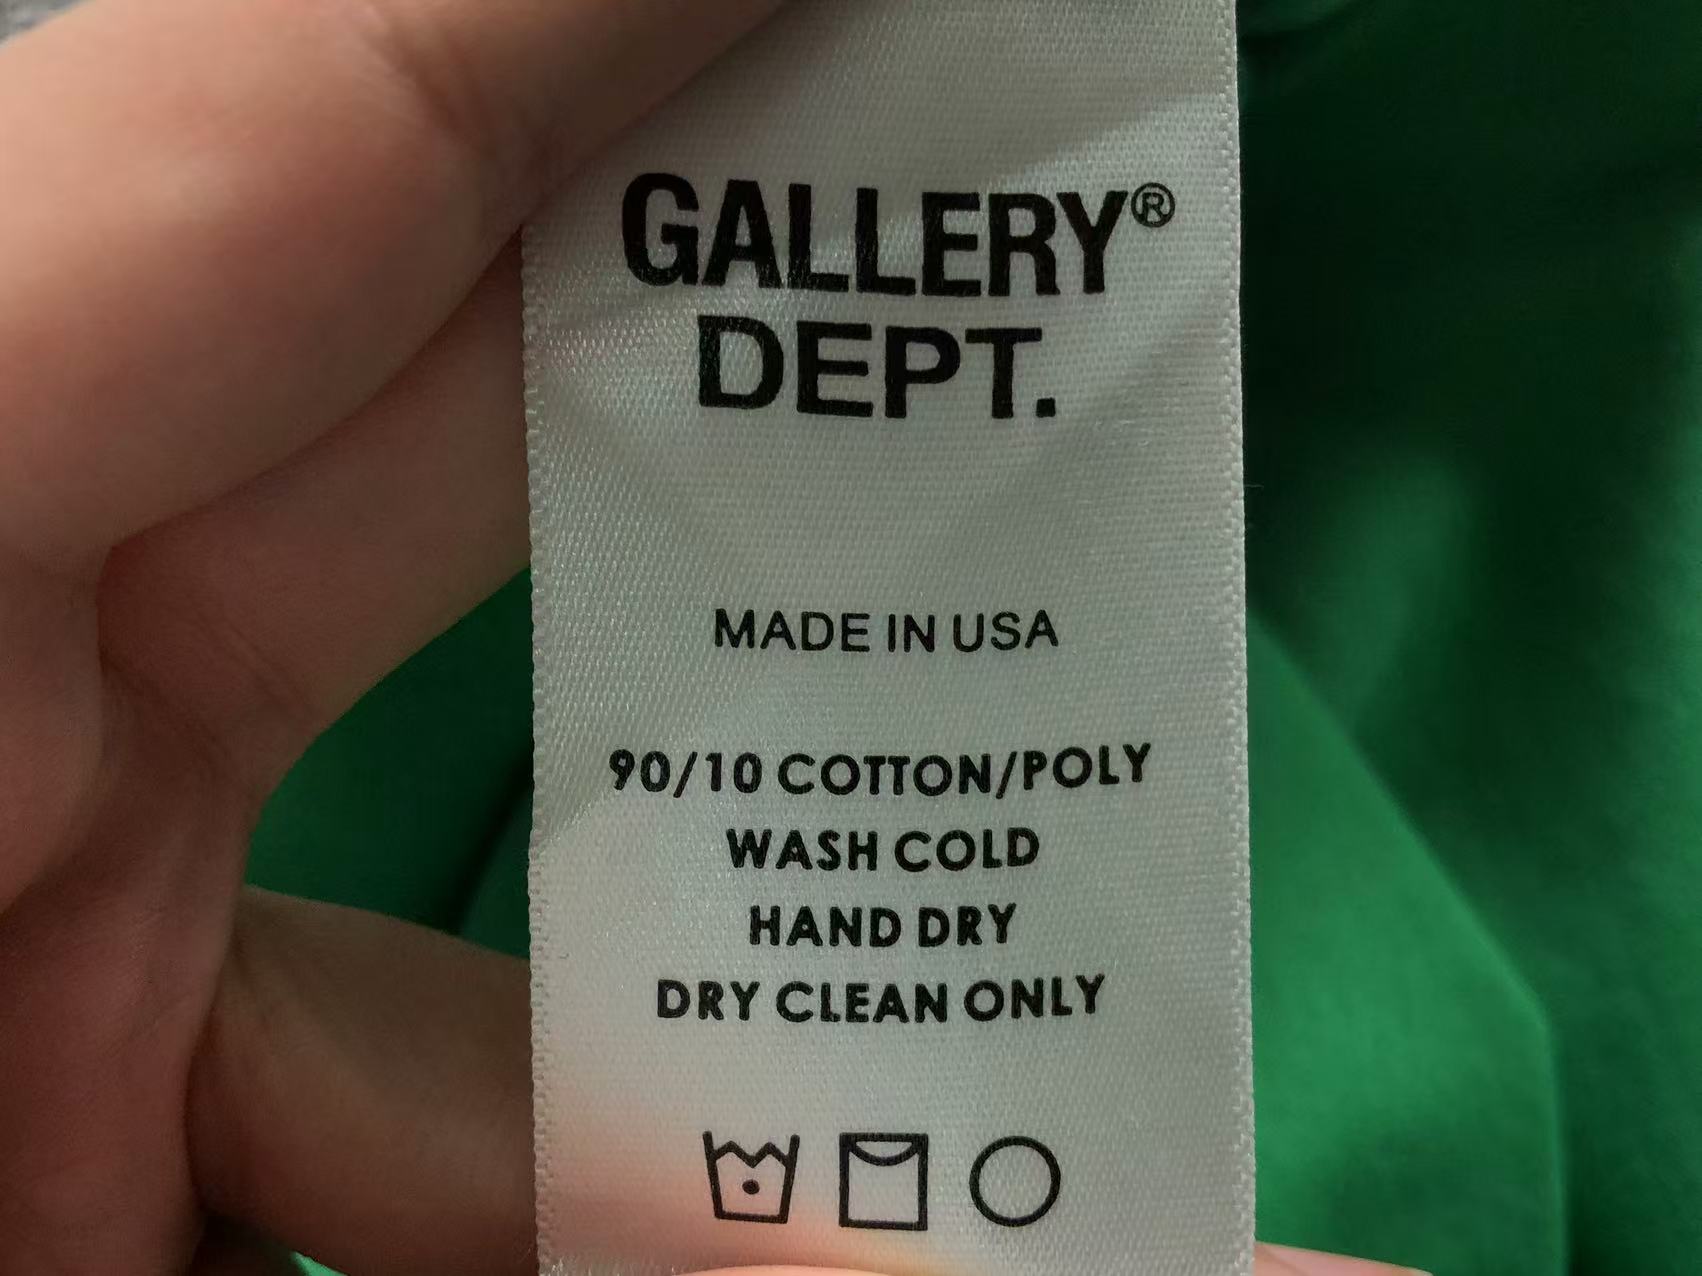 GALLERY®
DEPT.
MADE IN USA
90/10 COTTON/POLY
WASH COLD
HAND DRY
DRY CLEAN ONLY